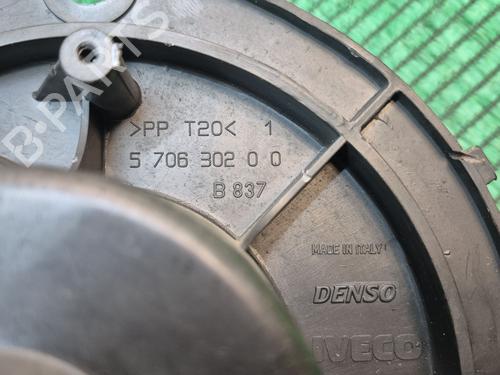 >PP T20< 1
5 706 302 0 0
B 837
MADE IN ITALY
DENSO
IVECO
B-PARTS